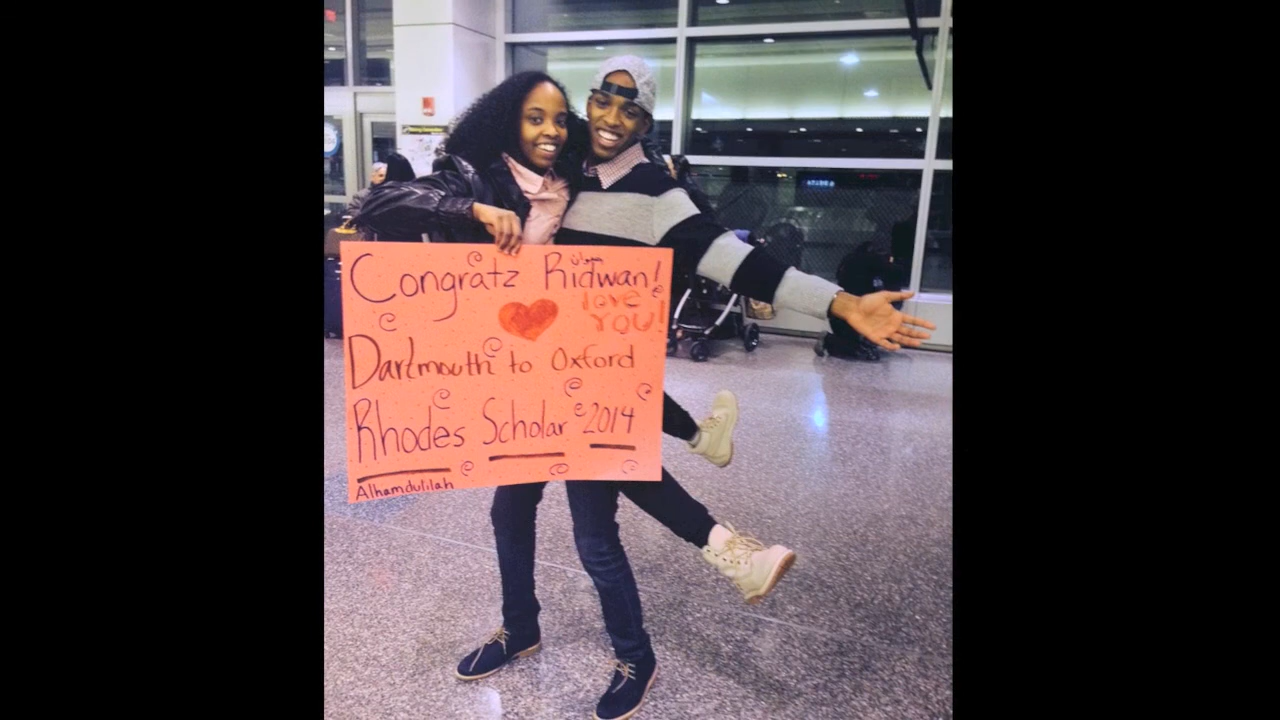 Congratz Ridwan!
love
YOU!
Dartmouth to Oxford
Rhodes Scholar 2014
Alhamdulilah